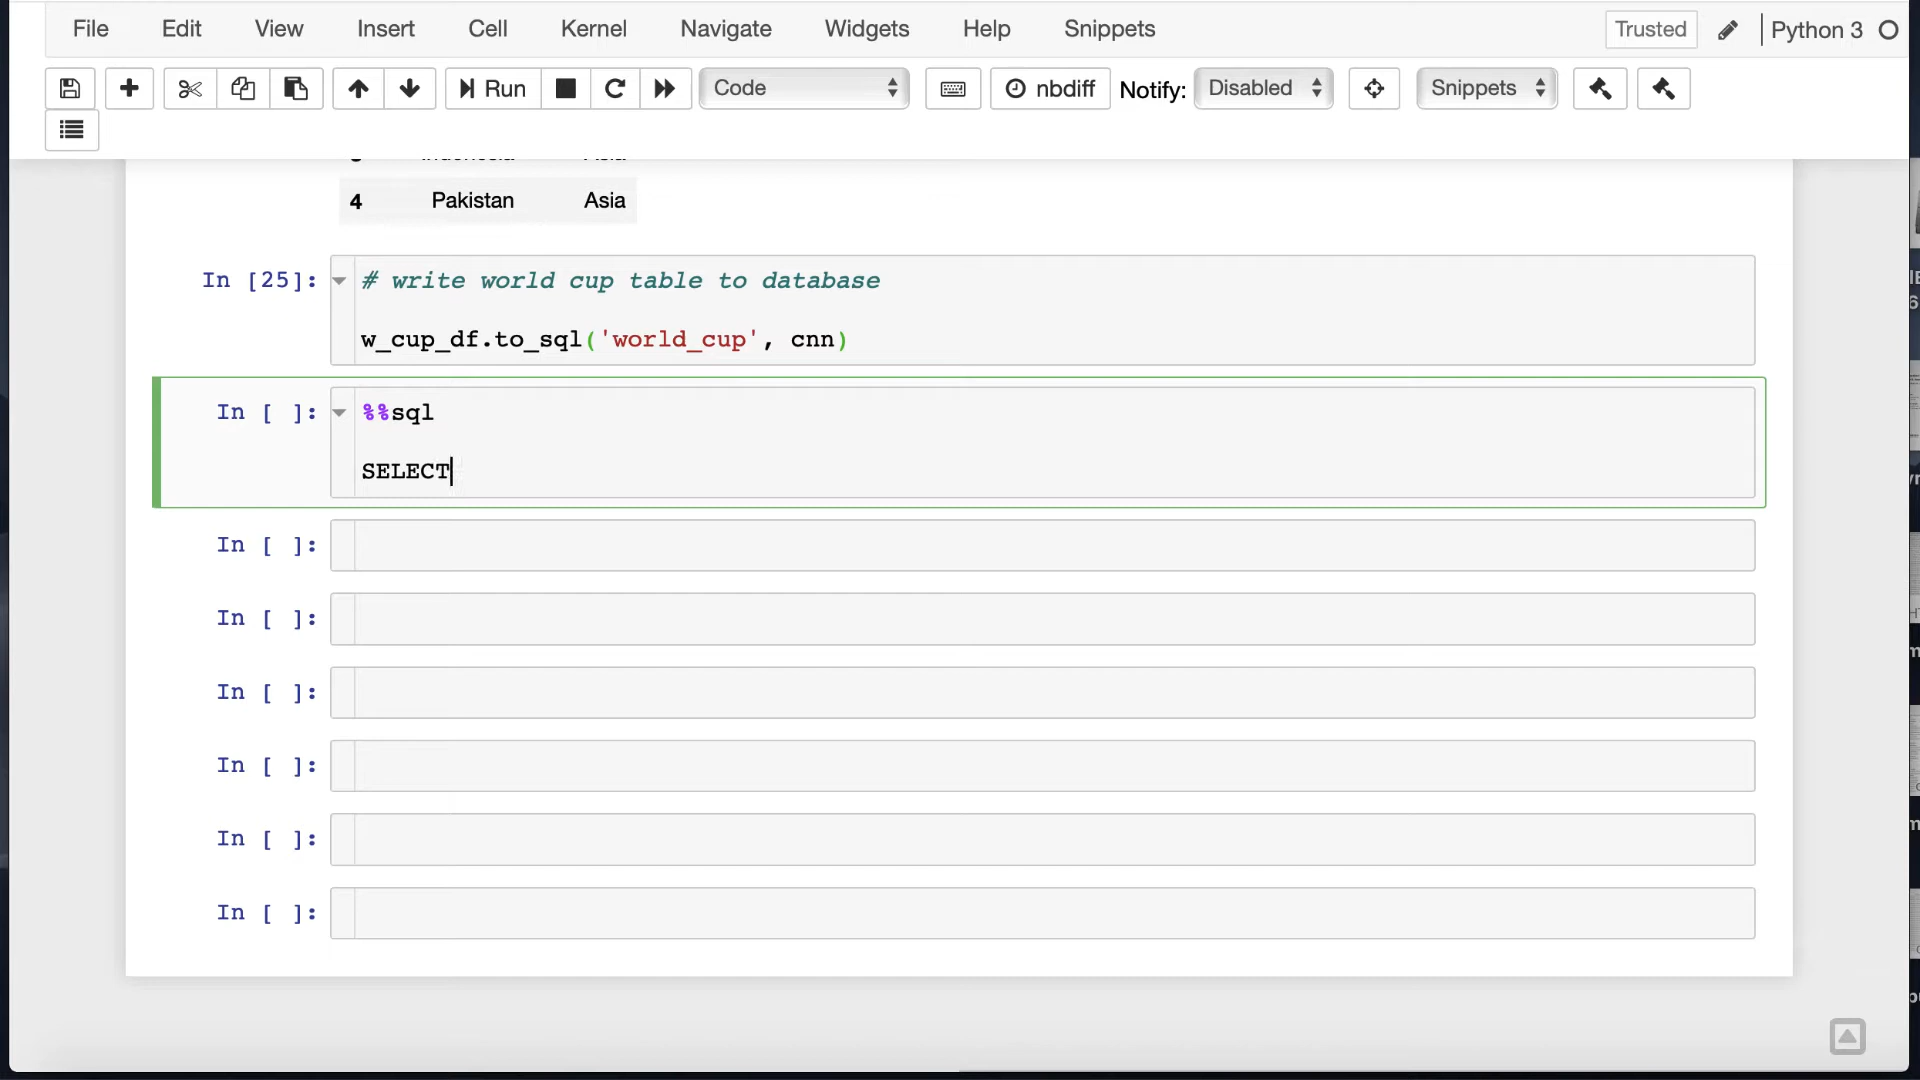 File Edit View Insert Cell Kernel Navigate Widgets Help Snippets Trusted Python 3
Run Code nbdiff Notify: Disabled Snippets
4 Pakistan Asia
In [25]: # write world cup table to database
w_cup_df.to_sql('world_cup', cnn)
In [ ]: %%sql
SELECT
In [ ]:
In [ ]:
In [ ]:
In [ ]:
In [ ]:
In [ ]: